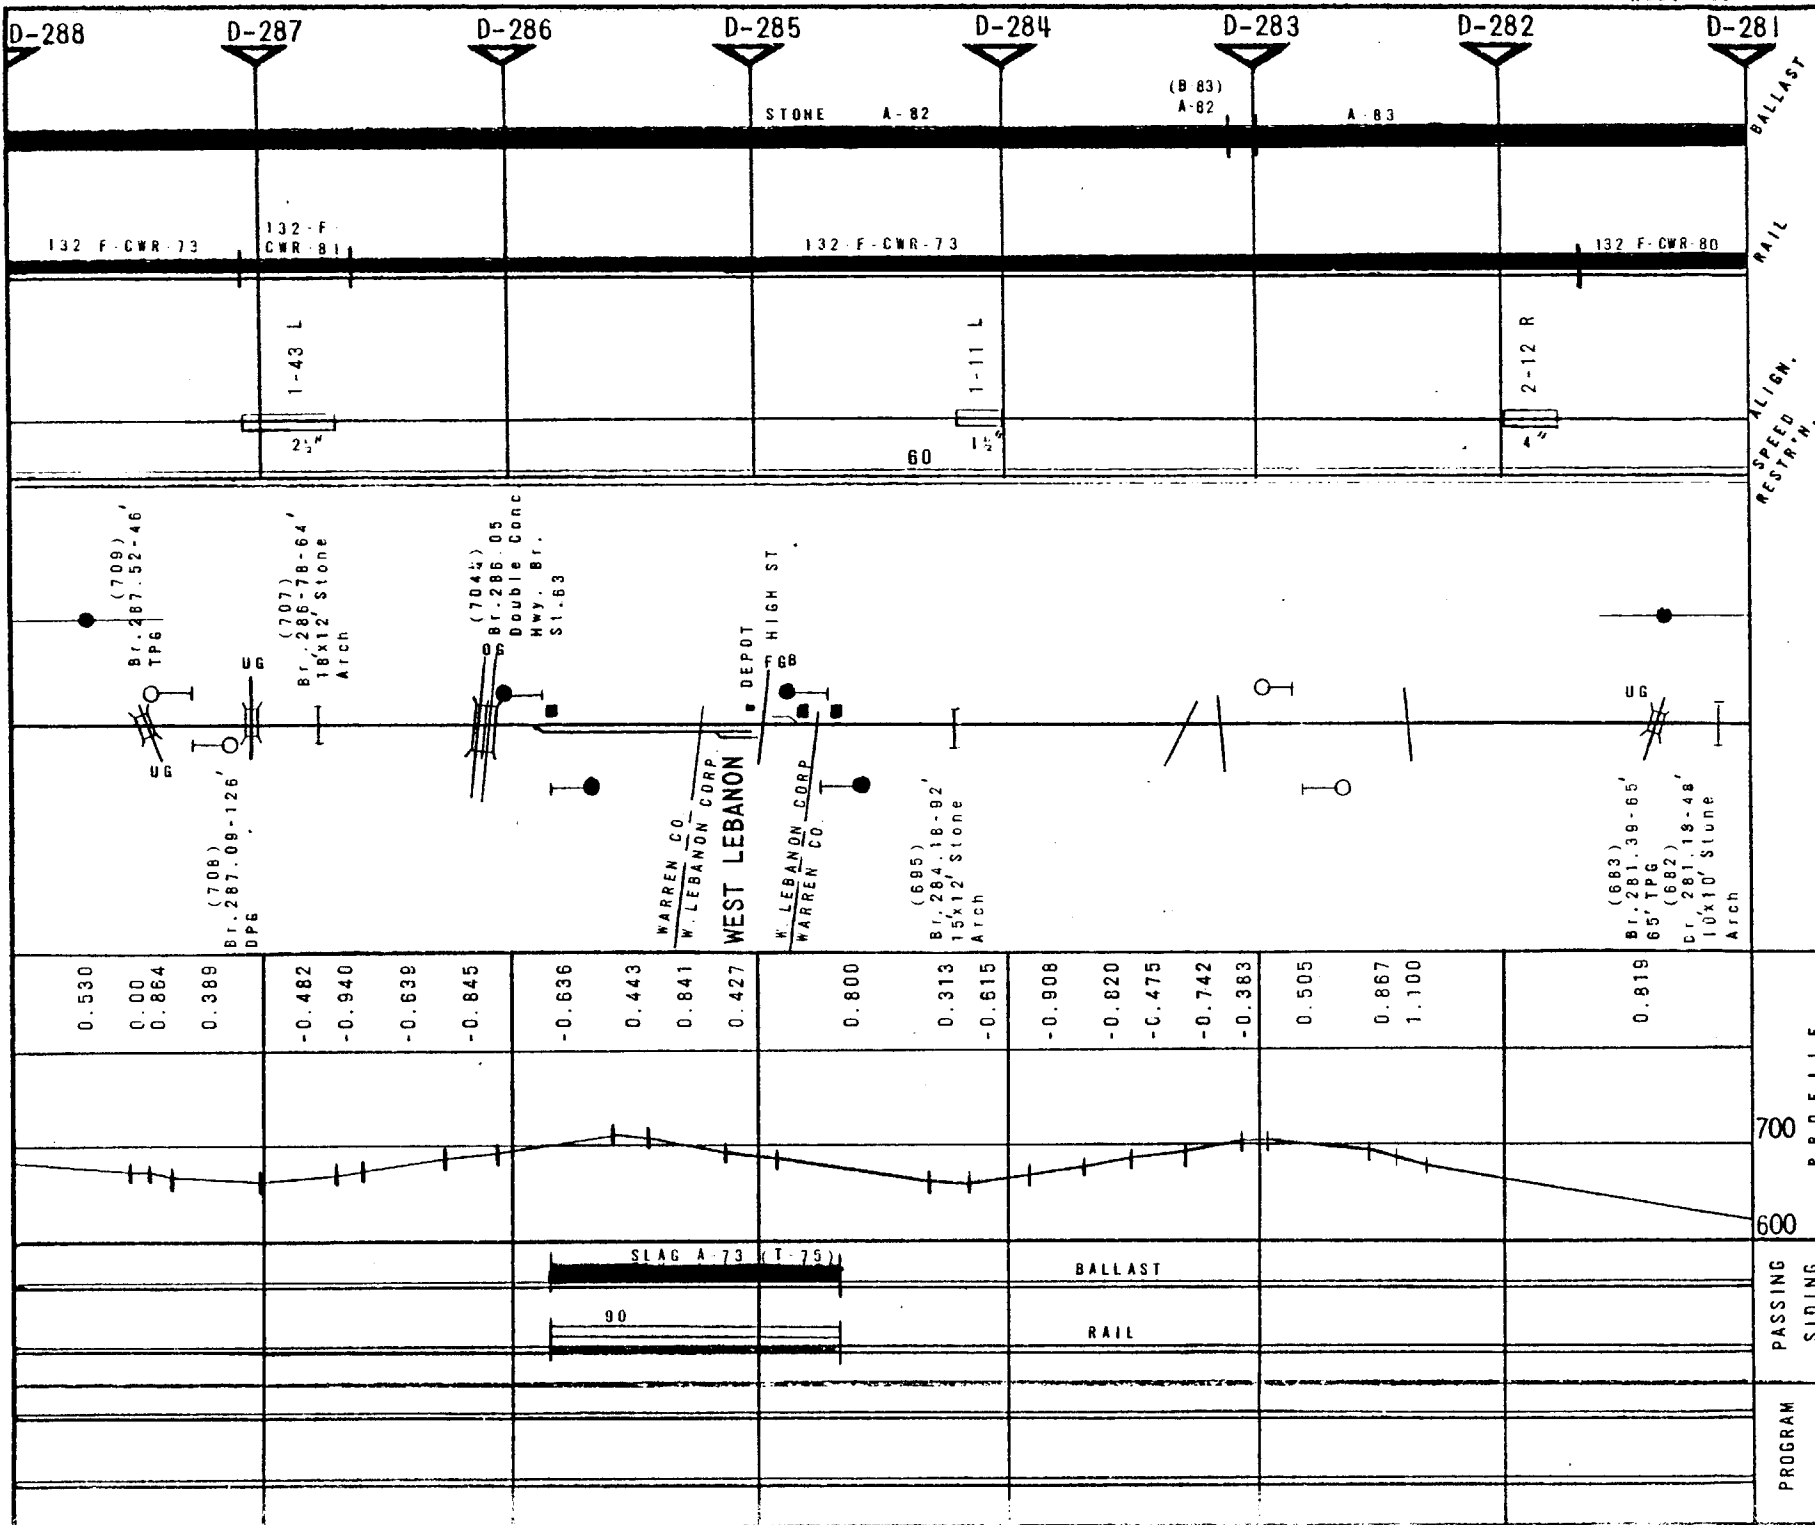 D-288 D-287 D-286 D-285 D-284 D-283 D-282 D-281
BALLAST
STONE A-82
(B 83)
A-82
A-83
RAIL
132 F-CWR-73
132-F-
CWR-81
132-F-CWR-73
132 F-CWR-80
ALIGN.
1-43 L
2½"
1-11 L
1½"
2-12 R
4"
SPEED
RESTR'N.
60
(709)
Br.287.52-46'
TPG
UG
UG
(708)
Br.287.09-126'
DPG
(707)
Br.286-78-64'
18'x12' Stone
Arch
Br.286.05
Double Conc
Hwy. Br.
St.63
OG
DEPOT
HIGH ST
FGB
WARREN CO.
W. LEBANON CORP
WEST LEBANON
W. LEBANON CORP
WARREN CO.
(695)
Br.284.18-92'
15'x12' Stone
Arch
UG
(683)
Br.281.39-65'
65' TPG
(682)
Br.281.18-48'
10'x10' Stone
Arch
0.530
0.00
0.864
0.389
-0.482
-0.940
-0.639
-0.845
-0.636
0.443
0.841
0.427
0.800
0.313
-0.615
-0.908
-0.820
-0.475
-0.742
-0.383
0.505
0.867
1.100
0.819
PROFILE
700
600
SLAG A-73 (T-75)
BALLAST
90
RAIL
PASSING
SIDING
PROGRAM